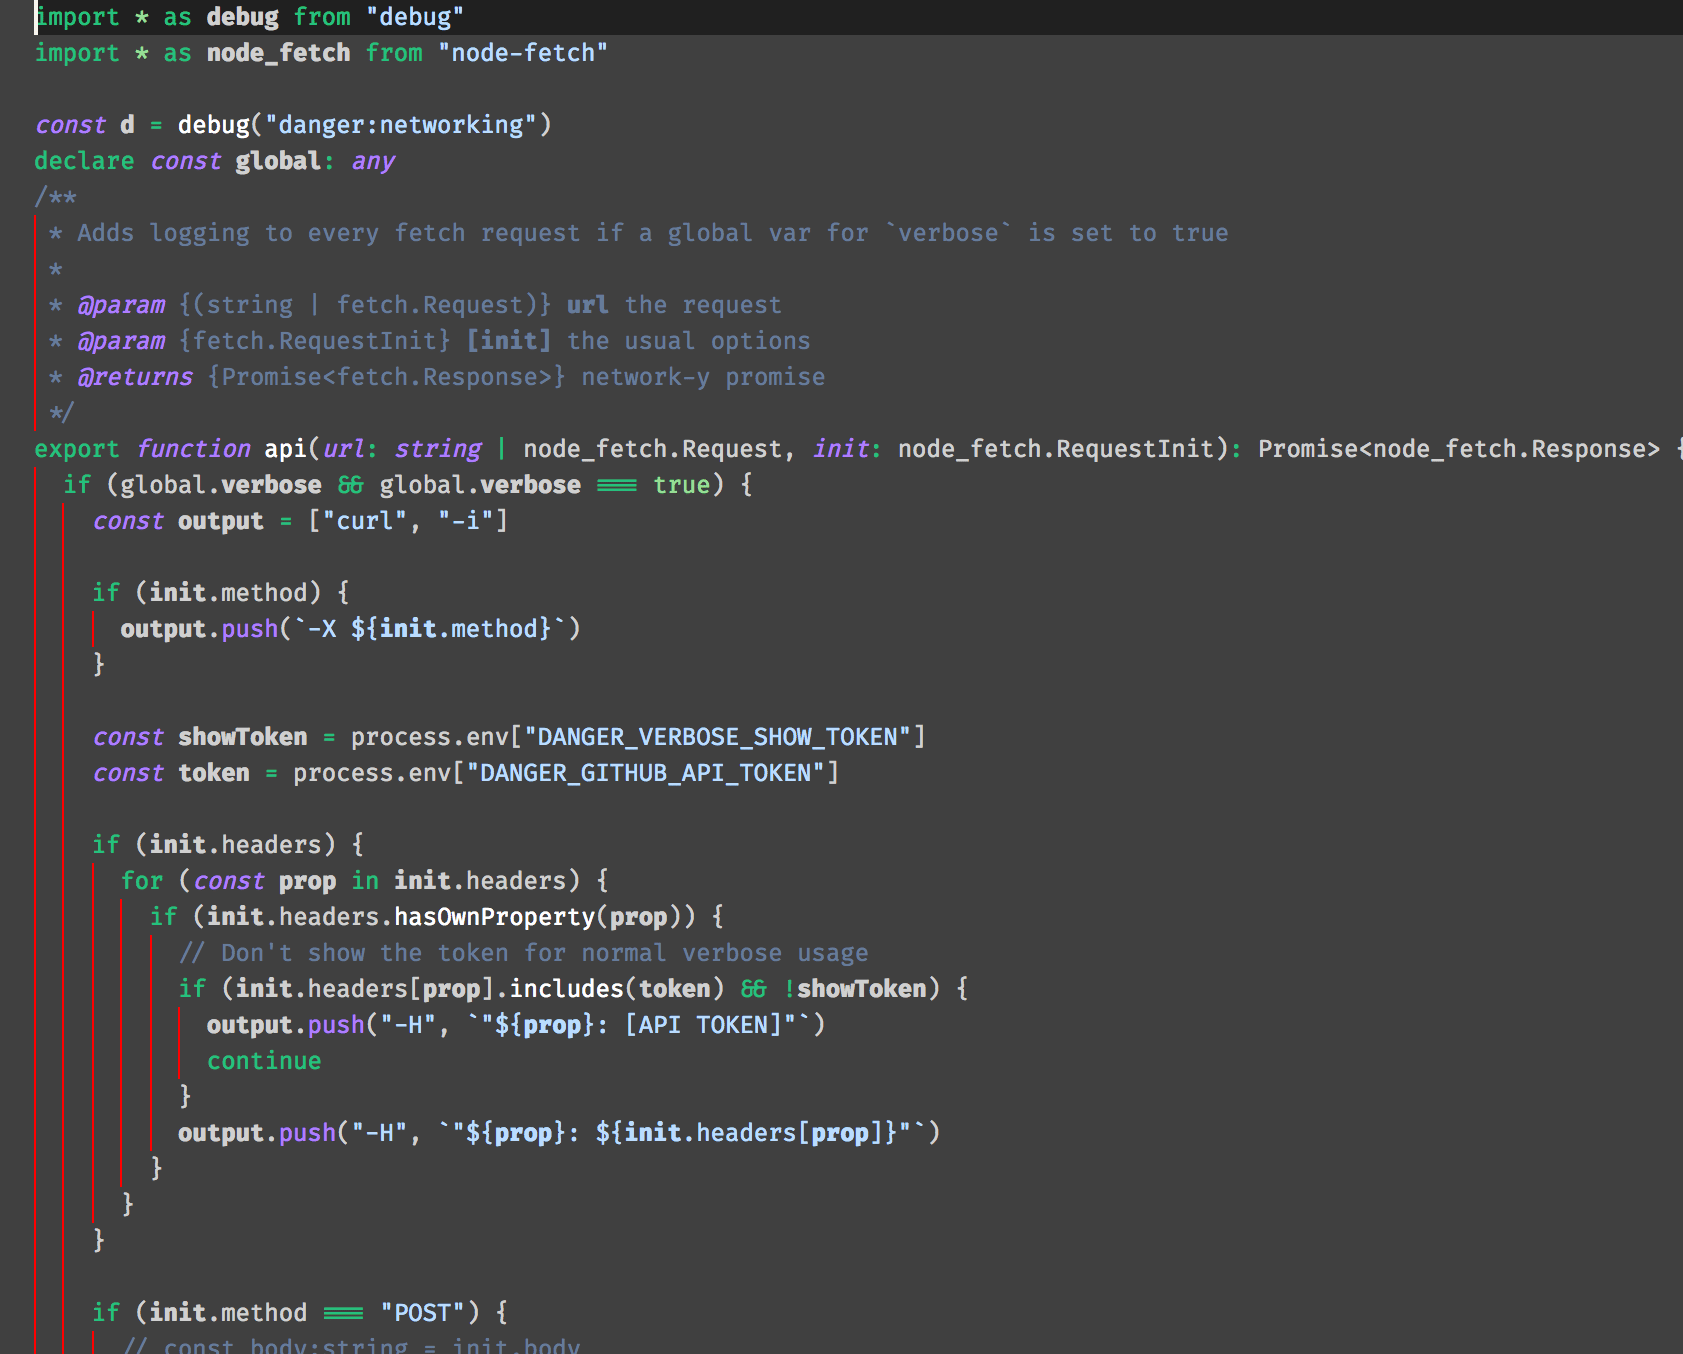 import * as debug from "debug"
import * as node_fetch from "node-fetch"

const d = debug("danger:networking")
declare const global: any
/**
 * Adds logging to every fetch request if a global var for `verbose` is set to true
 *
 * @param {(string | fetch.Request)} url the request
 * @param {fetch.RequestInit} [init] the usual options
 * @returns {Promise<fetch.Response>} network-y promise
 */
export function api(url: string | node_fetch.Request, init: node_fetch.RequestInit): Promise<node_fetch.Response> {
  if (global.verbose && global.verbose === true) {
    const output = ["curl", "-i"]

    if (init.method) {
      output.push(`-X ${init.method}`)
    }

    const showToken = process.env["DANGER_VERBOSE_SHOW_TOKEN"]
    const token = process.env["DANGER_GITHUB_API_TOKEN"]

    if (init.headers) {
      for (const prop in init.headers) {
        if (init.headers.hasOwnProperty(prop)) {
          // Don't show the token for normal verbose usage
          if (init.headers[prop].includes(token) && !showToken) {
            output.push("-H", `"${prop}: [API TOKEN]"`)
            continue
          }
          output.push("-H", `"${prop}: ${init.headers[prop]}"`)
        }
      }
    }

    if (init.method === "POST") {
      // const body:string = init.body